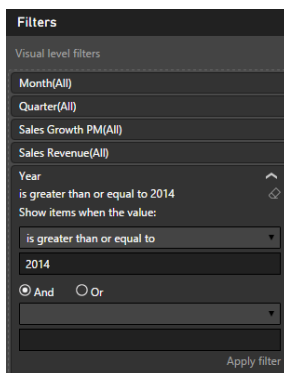 Filters
Visual level filters
Month(All)
Quarter(All)
Sales Growth PM(All)
Sales Revenue(All)
Year
is greater than or equal to 2014
Show items when the value:
is greater than or equal to
2014
And Or
Apply filter